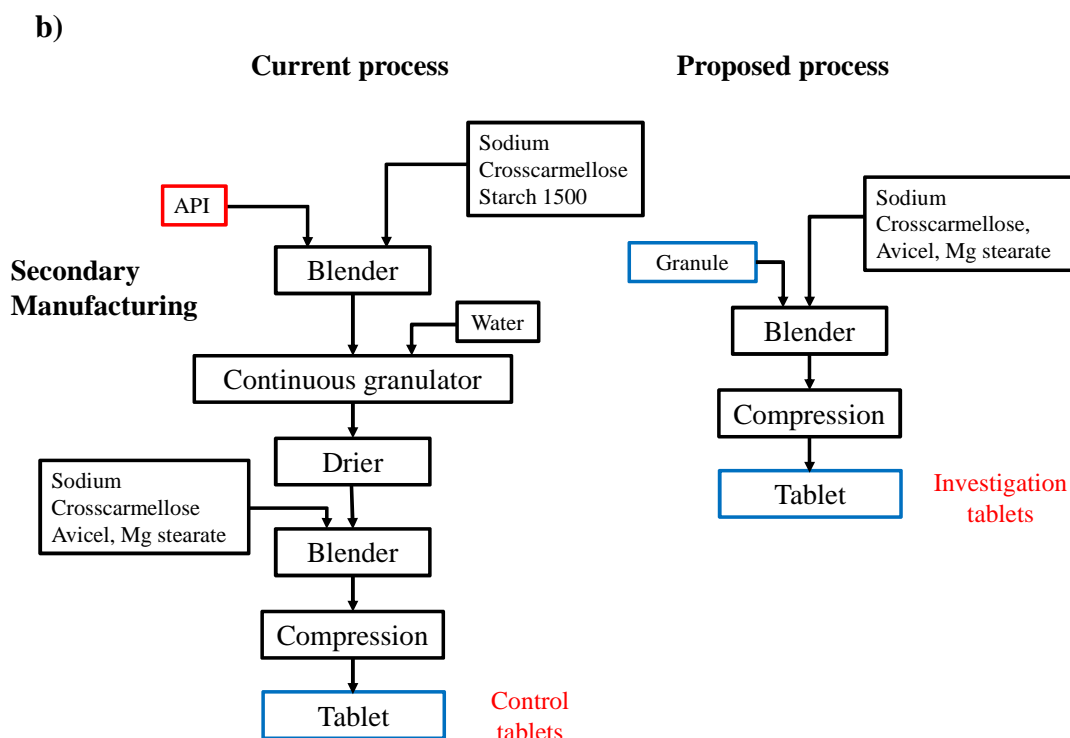 b)
Current process
Proposed process
Sodium
Crosscarmellose
Starch 1500
API
Blender
Secondary
Manufacturing
Water
Continuous granulator
Drier
Sodium
Crosscarmellose
Avicel, Mg stearate
Blender
Compression
Tablet
Control
tablets
Sodium
Crosscarmellose,
Avicel, Mg stearate
Granule
Blender
Compression
Tablet
Investigation
tablets